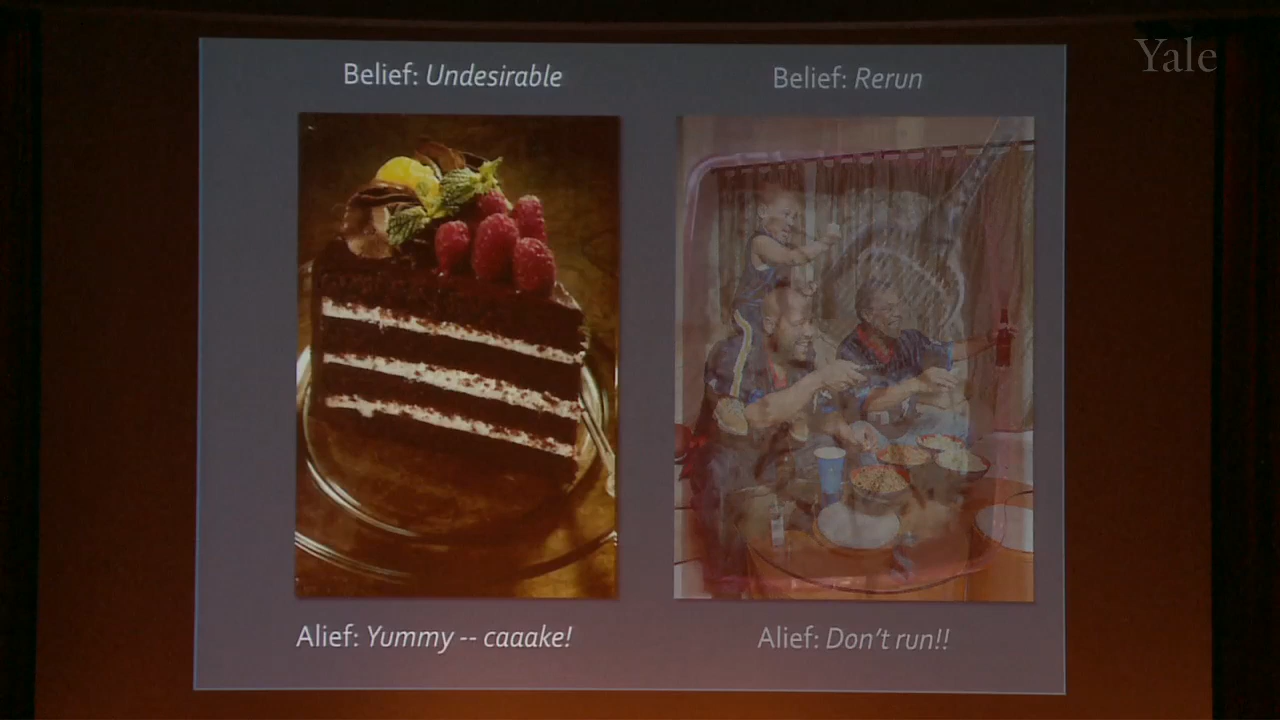 Yale
Belief: Undesirable
Belief: Rerun
Alief: Yummy -- caaake!
Alief: Don't run!!